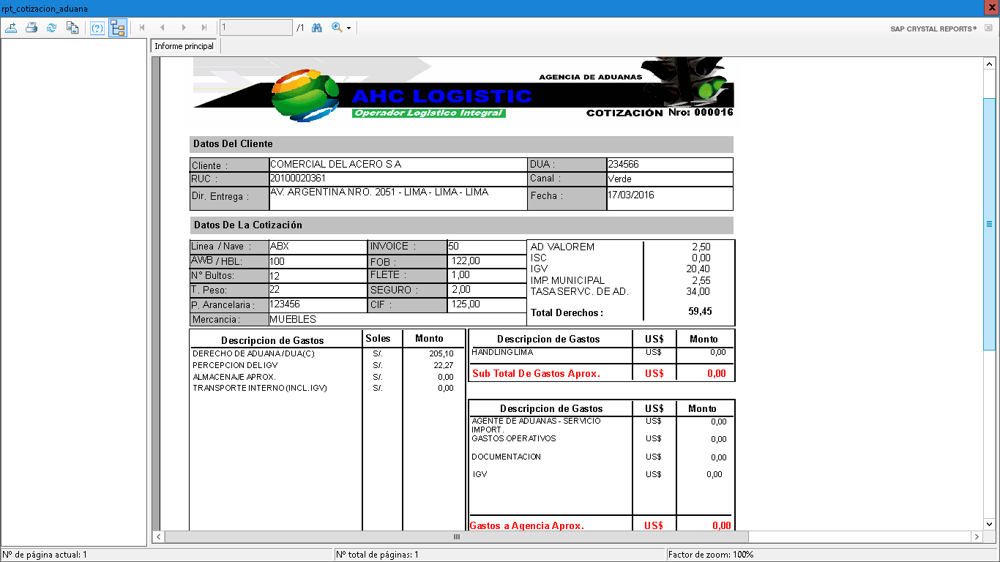 rpt_cotizacion_aduana
1 /1
SAP CRYSTAL REPORTS®
Informe principal
AGENCIA DE ADUANAS
AHC LOGISTIC
Operador Logistico Integral
COTIZACIÓN Nro: 000016
Datos Del Cliente
Cliente : COMERCIAL DEL ACERO S A DUA : 234566
RUC : 20100020361 Canal : Verde
Dir. Entrega : AV. ARGENTINA NRO. 2051 - LIMA - LIMA - LIMA Fecha : 17/03/2016
Datos De La Cotización
Linea / Nave : ABX INVOICE : 50 AD VALOREM 2,50
ISC 0,00
AWB / HBL: 100 FOB : 122,00 IGV 20,40
N° Bultos: 12 FLETE : 1,00 IMP. MUNICIPAL 2,55
T. Peso: 22 SEGURO : 2,00 TASA SERVC. DE AD. 34,00
P. Arancelaria : 123456 CIF : 125,00
Total Derechos : 59,45
Mercancia : MUEBLES
Descripcion de Gastos Soles Monto
DERECHO DE ADUANA /DUA(C) S/. 205,10
PERCEPCION DEL IGV S/. 22,27
ALMACENAJE APROX. S/. 0,00
TRANSPORTE INTERNO (INCL. IGV) S/. 0,00
Descripcion de Gastos US$ Monto
HANDLING LIMA US$ 0,00
Sub Total De Gastos Aprox. US$ 0,00
Descripcion de Gastos US$ Monto
AGENTE DE ADUANAS - SERVICIO US$ 0,00
IMPORT.
GASTOS OPERATIVOS US$ 0,00
DOCUMENTACION US$ 0,00
IGV US$ 0,00
Gastos a Agencia Aprox. US$ 0,00
Nº de página actual: 1 Nº total de páginas: 1 Factor de zoom: 100%